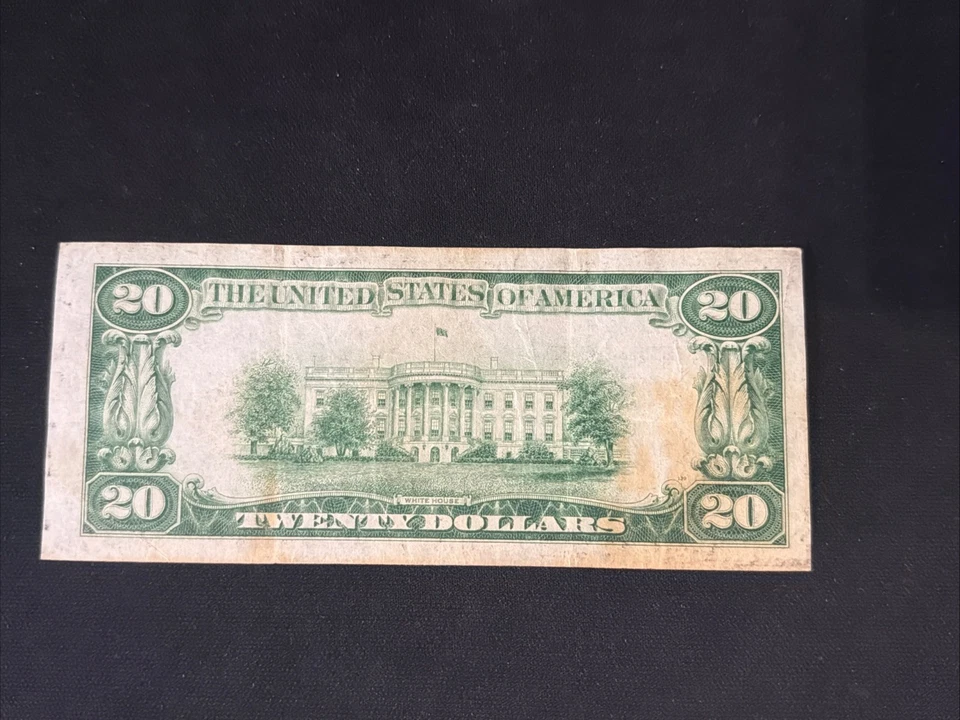 20 THE UNITED STATES OF AMERICA 20
WHITE HOUSE
20 TWENTY DOLLARS 20